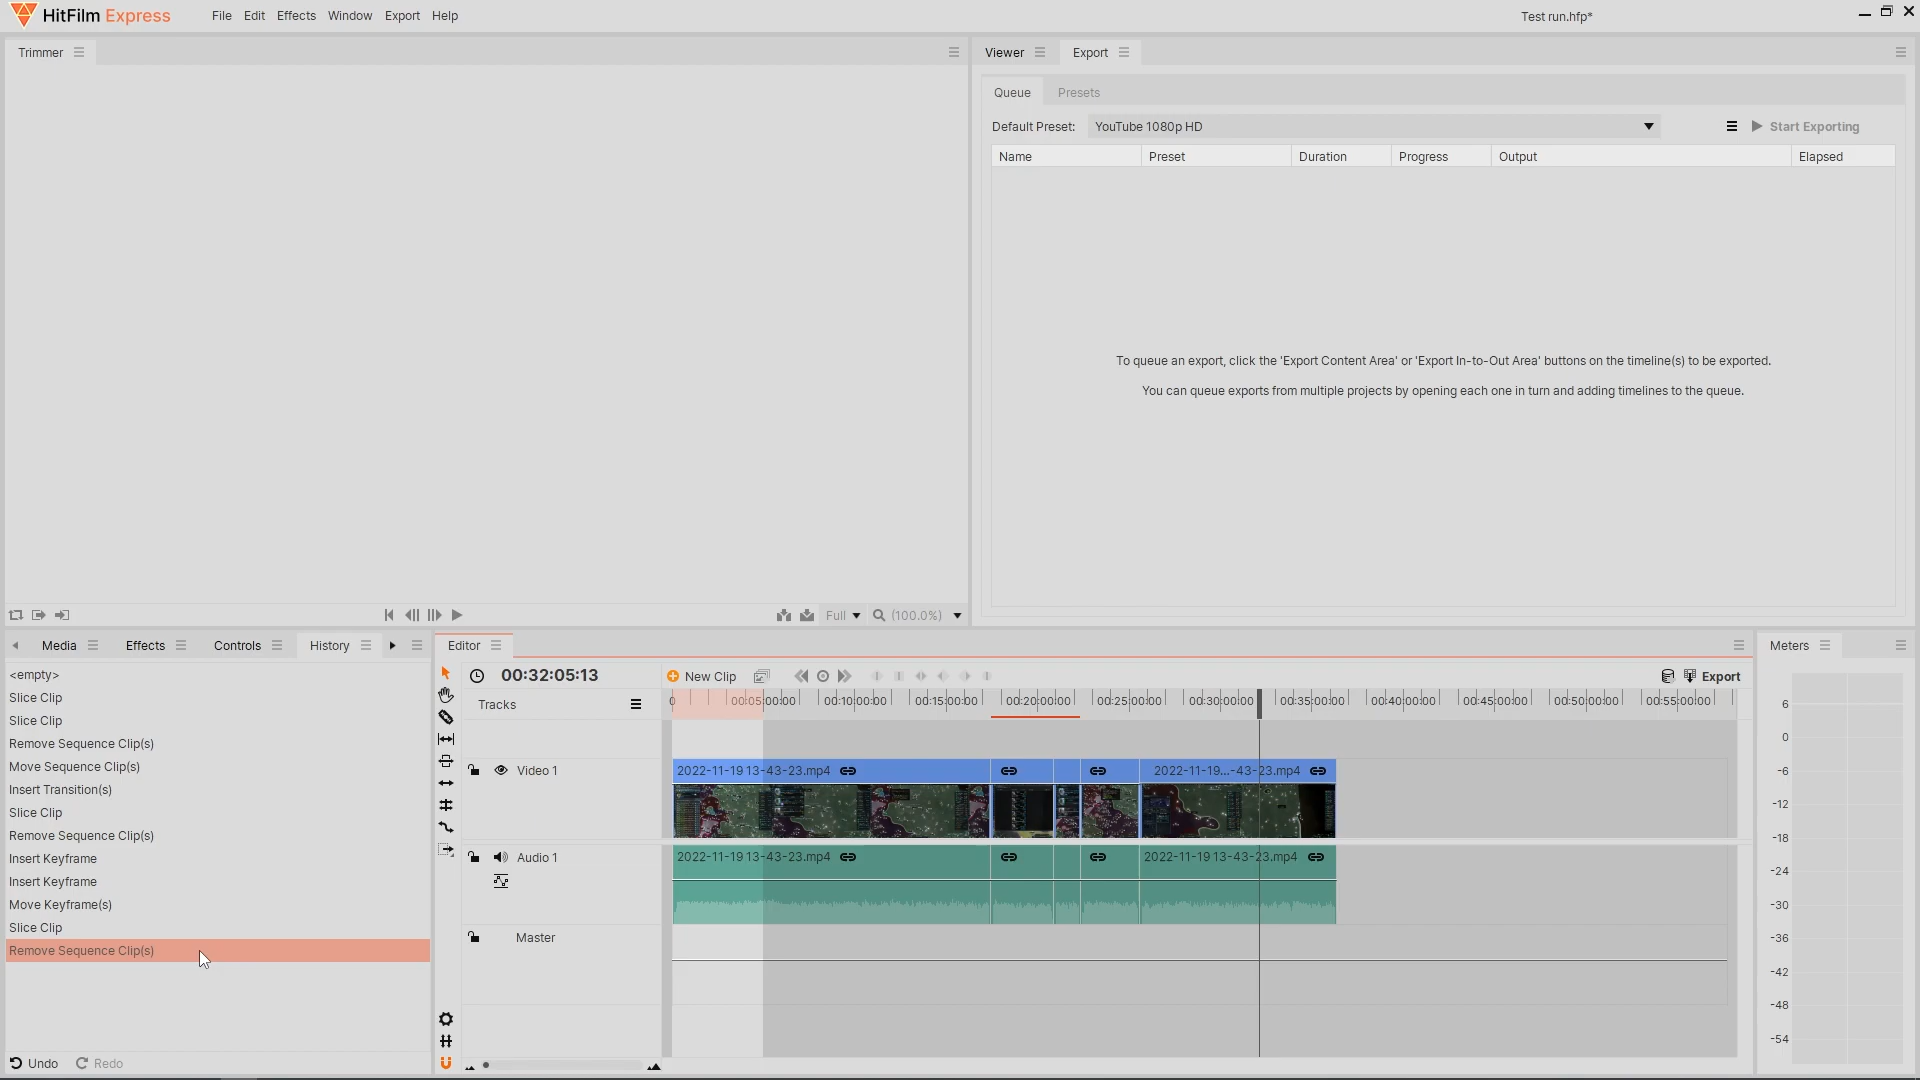 HitFilm Express
File Edit Effects Window Export Help
Test run.hfp*
Trimmer
Viewer
Export
Queue
Presets
Default Preset:
YouTube 1080p HD
Start Exporting
Name
Preset
Duration
Progress
Output
Elapsed
To queue an export, click the 'Export Content Area' or 'Export In-to-Out Area' buttons on the timeline(s) to be exported.
You can queue exports from multiple projects by opening each one in turn and adding timelines to the queue.
Full
(100.0%)
Media
Effects
Controls
History
<empty>
Slice Clip
Slice Clip
Remove Sequence Clip(s)
Move Sequence Clip(s)
Insert Transition(s)
Slice Clip
Remove Sequence Clip(s)
Insert Keyframe
Insert Keyframe
Move Keyframe(s)
Slice Clip
Remove Sequence Clip(s)
Undo
Redo
Editor
00:32:05:13
New Clip
Export
Tracks
0
00:05:00:00
00:10:00:00
00:15:00:00
00:20:00:00
00:25:00:00
00:30:00:00
00:35:00:00
00:40:00:00
00:45:00:00
00:50:00:00
00:55:00:00
Video 1
2022-11-19 13-43-23.mp4
2022-11-19...-43-23.mp4
Audio 1
2022-11-19 13-43-23.mp4
2022-11-19 13-43-23.mp4
Master
Meters
6
0
-6
-12
-18
-24
-30
-36
-42
-48
-54